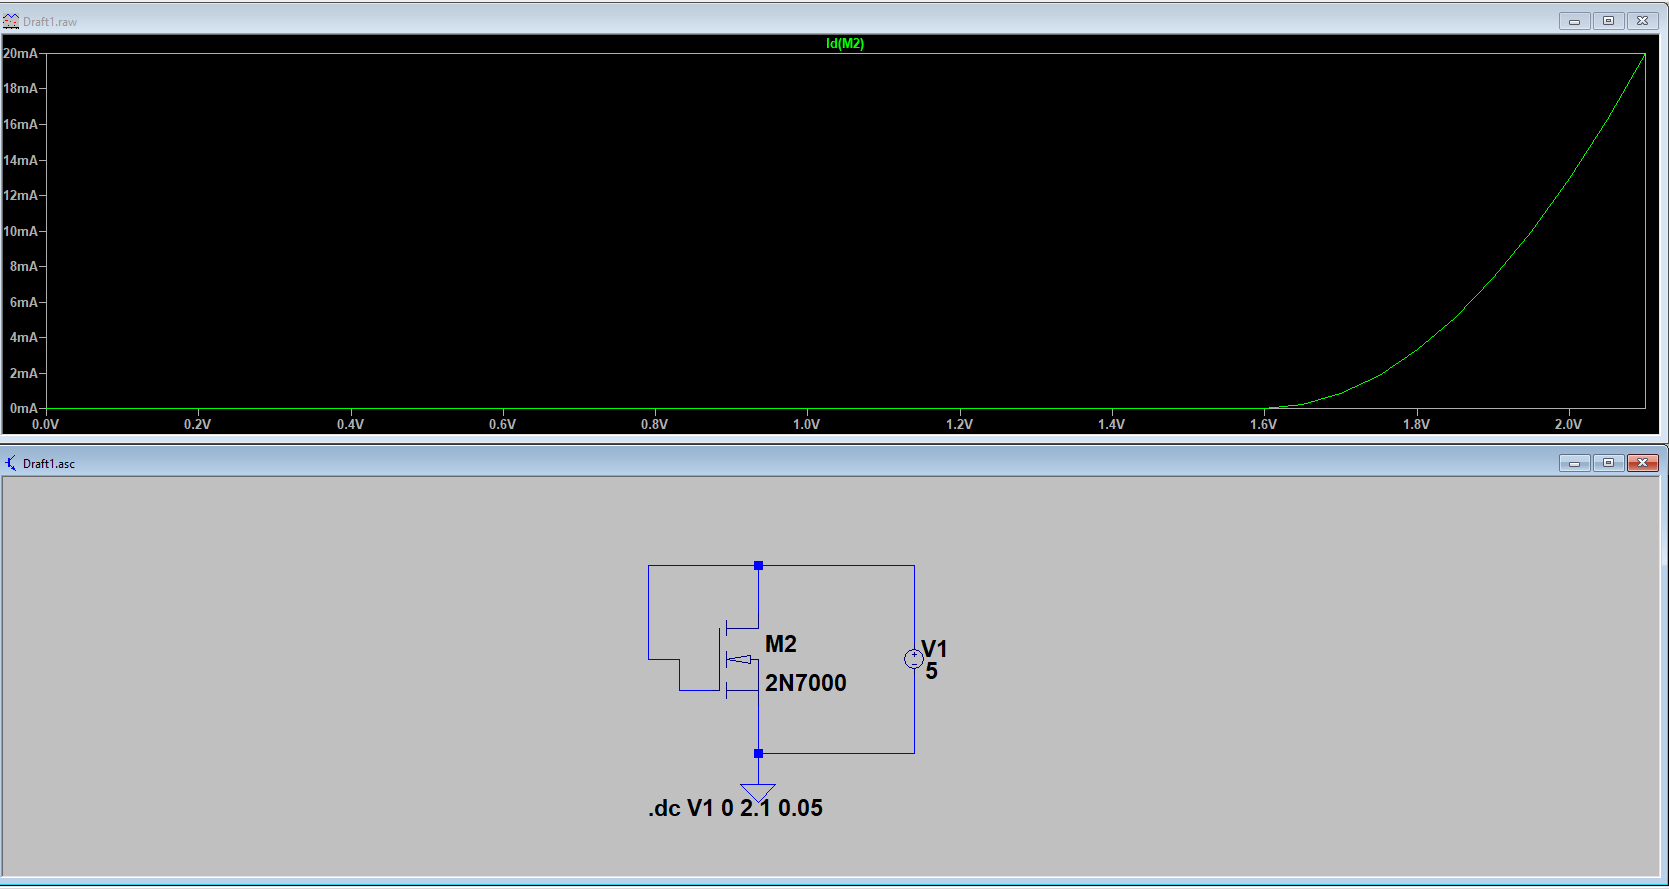 Draft1.raw
Id(M2)
20mA
18mA
16mA
14mA
12mA
10mA
8mA
6mA
4mA
2mA
0mA
0.0V 0.2V 0.4V 0.6V 0.8V 1.0V 1.2V 1.4V 1.6V 1.8V 2.0V
Draft1.asc
M2
2N7000
V1
5
.dc V1 0 2.1 0.05